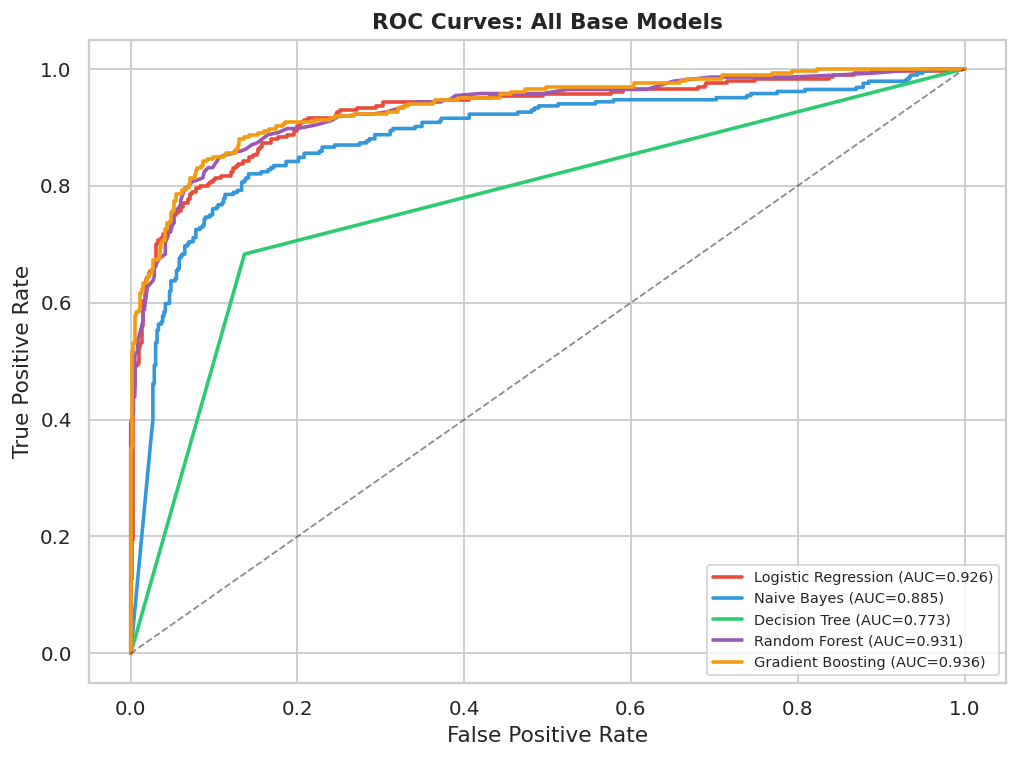 ROC Curves: All Base Models
1.0
0.8
0.6
0.4
0.2
0.0
True Positive Rate
Logistic Regression (AUC=0.926)
Naive Bayes (AUC=0.885)
Decision Tree (AUC=0.773)
Random Forest (AUC=0.931)
Gradient Boosting (AUC=0.936)
0.0 0.2 0.4 0.6 0.8 1.0
False Positive Rate